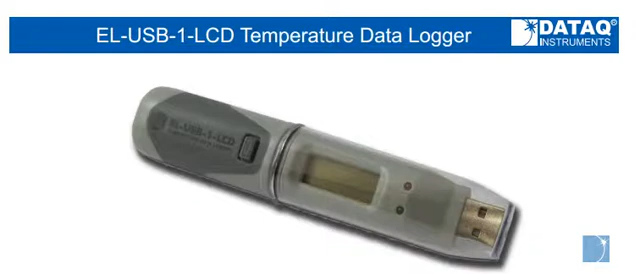 EL-USB-1-LCD Temperature Data Logger
DATAQ®
INSTRUMENTS
EL-USB-1-LCD